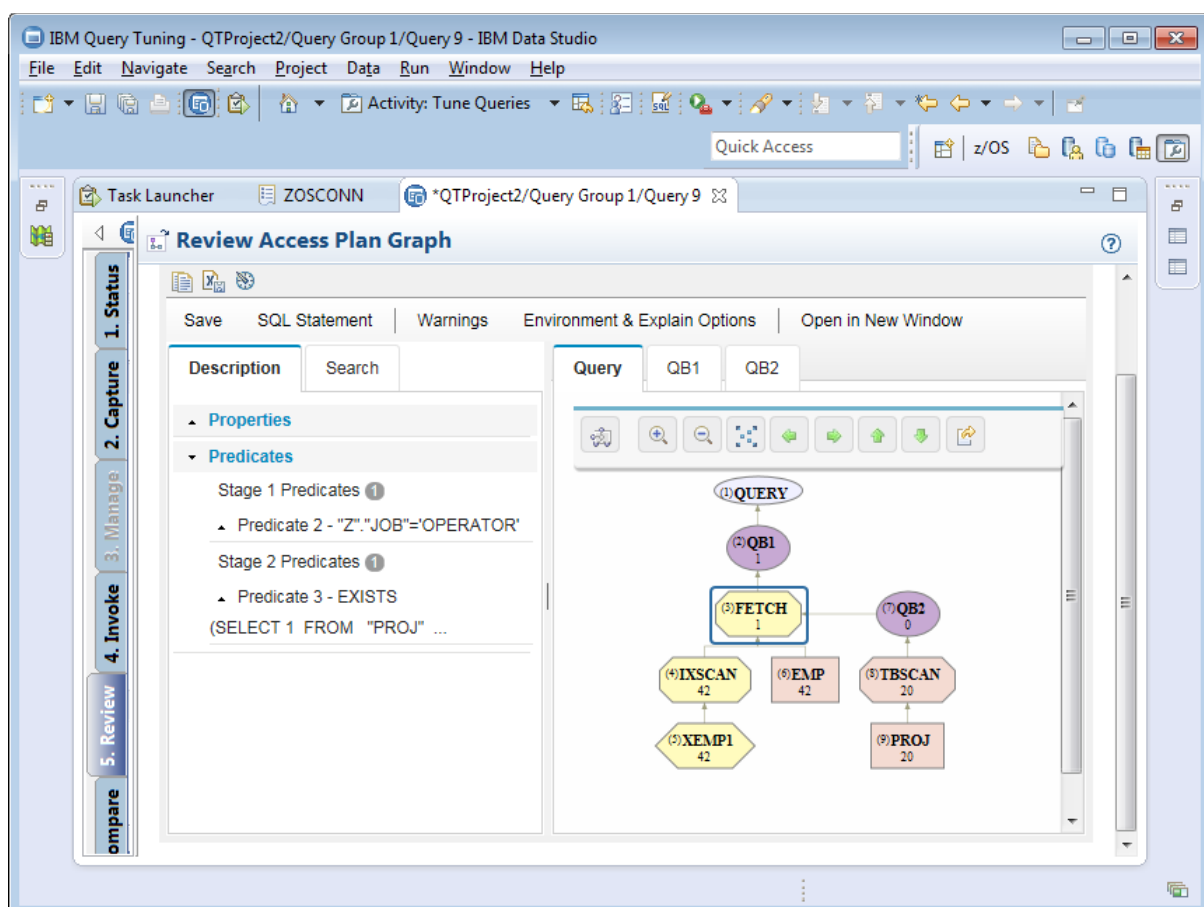 IBM Query Tuning - QTProject2/Query Group 1/Query 9 - IBM Data Studio
File Edit Navigate Search Project Data Run Window Help
Activity: Tune Queries
SQL
Quick Access
z/OS
Task Launcher ZOSCONN *QTProject2/Query Group 1/Query 9
Review Access Plan Graph
1. Status
2. Capture
3. Manage
4. Invoke
5. Review
ompare
Save SQL Statement Warnings Environment & Explain Options Open in New Window
Description Search
Properties
Predicates
Stage 1 Predicates 1
Predicate 2 - "Z"."JOB"='OPERATOR'
Stage 2 Predicates 1
Predicate 3 - EXISTS
(SELECT 1 FROM "PROJ" ...
Query QB1 QB2
(1)QUERY
(2)QB1
1
(3)FETCH
1
(7)QB2
0
(4)IXSCAN
42
(6)EMP
42
(8)TBSCAN
20
(5)XEMP1
42
(9)PROJ
20